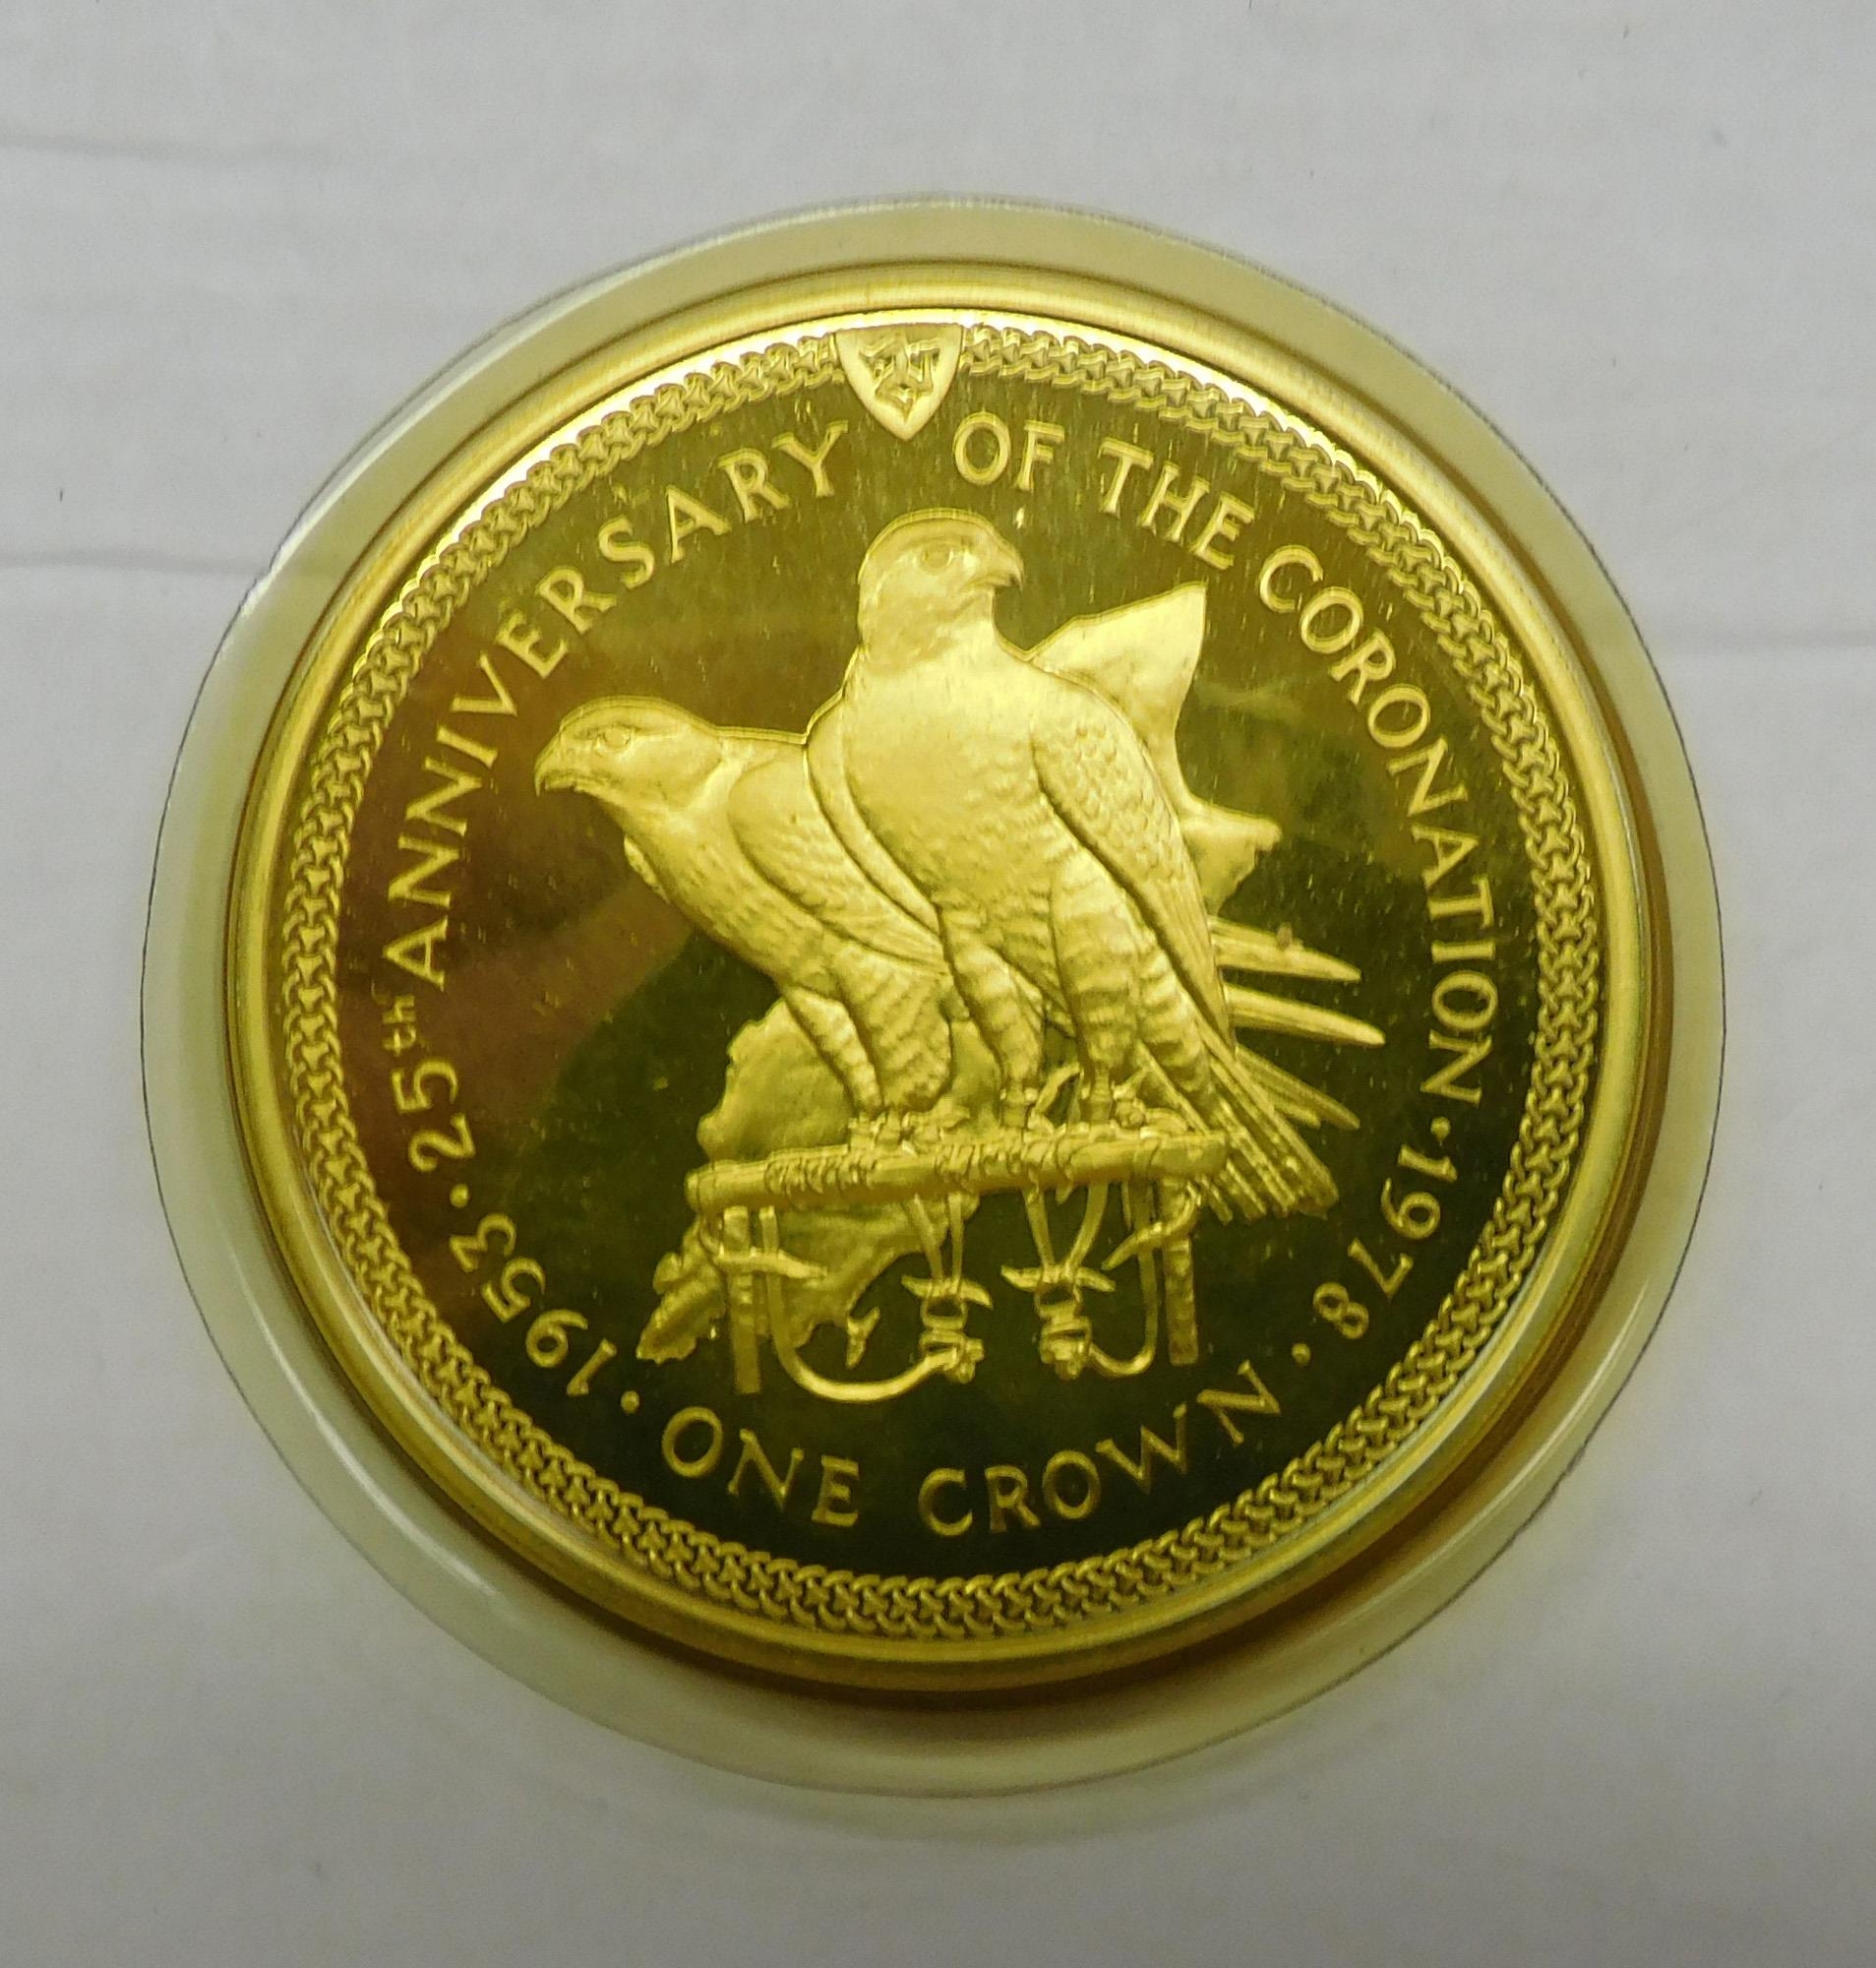 1953 · 25th ANNIVERSARY OF THE CORONATION · 1978 ·
ONE CROWN ·